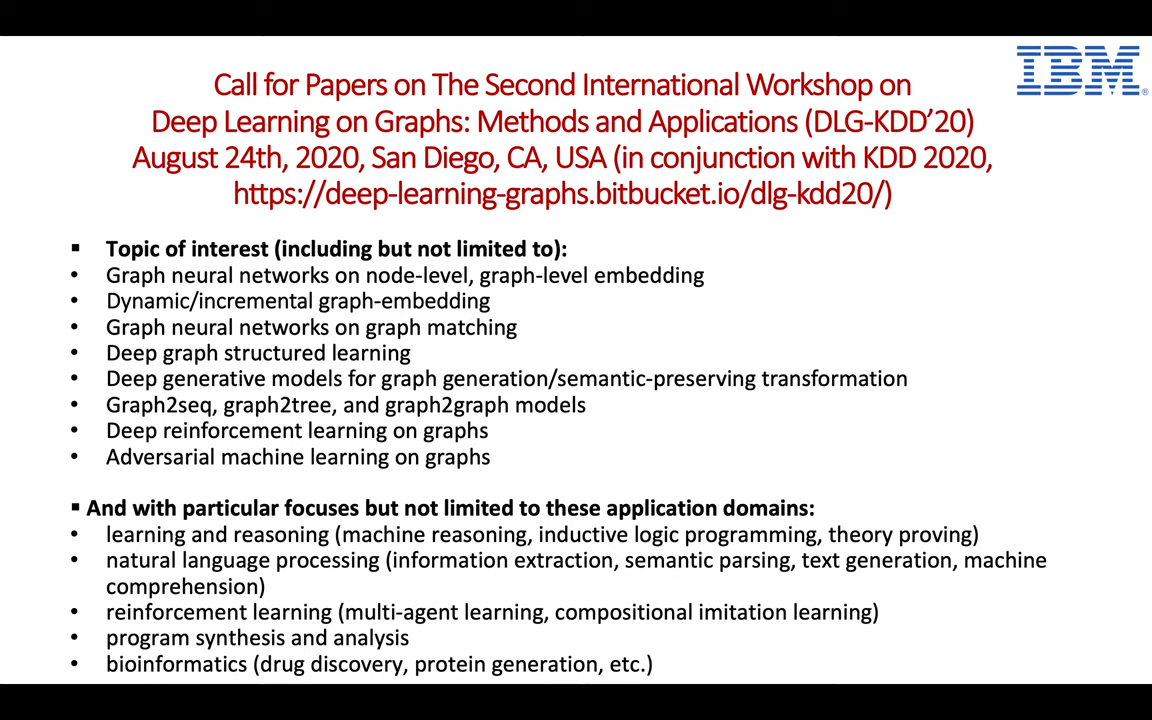 IBM
Call for Papers on The Second International Workshop on
Deep Learning on Graphs: Methods and Applications (DLG-KDD’20)
August 24th, 2020, San Diego, CA, USA (in conjunction with KDD 2020,
https://deep-learning-graphs.bitbucket.io/dlg-kdd20/)
▪ Topic of interest (including but not limited to):
• Graph neural networks on node-level, graph-level embedding
• Dynamic/incremental graph-embedding
• Graph neural networks on graph matching
• Deep graph structured learning
• Deep generative models for graph generation/semantic-preserving transformation
• Graph2seq, graph2tree, and graph2graph models
• Deep reinforcement learning on graphs
• Adversarial machine learning on graphs
▪ And with particular focuses but not limited to these application domains:
• learning and reasoning (machine reasoning, inductive logic programming, theory proving)
• natural language processing (information extraction, semantic parsing, text generation, machine
comprehension)
• reinforcement learning (multi-agent learning, compositional imitation learning)
• program synthesis and analysis
• bioinformatics (drug discovery, protein generation, etc.)